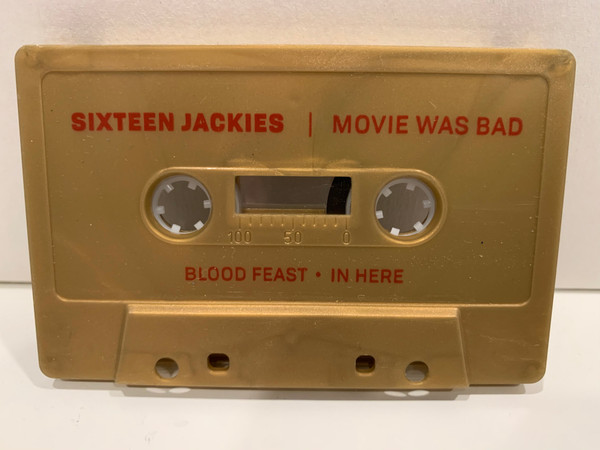 SIXTEEN JACKIES | MOVIE WAS BAD
100 50 0
BLOOD FEAST • IN HERE